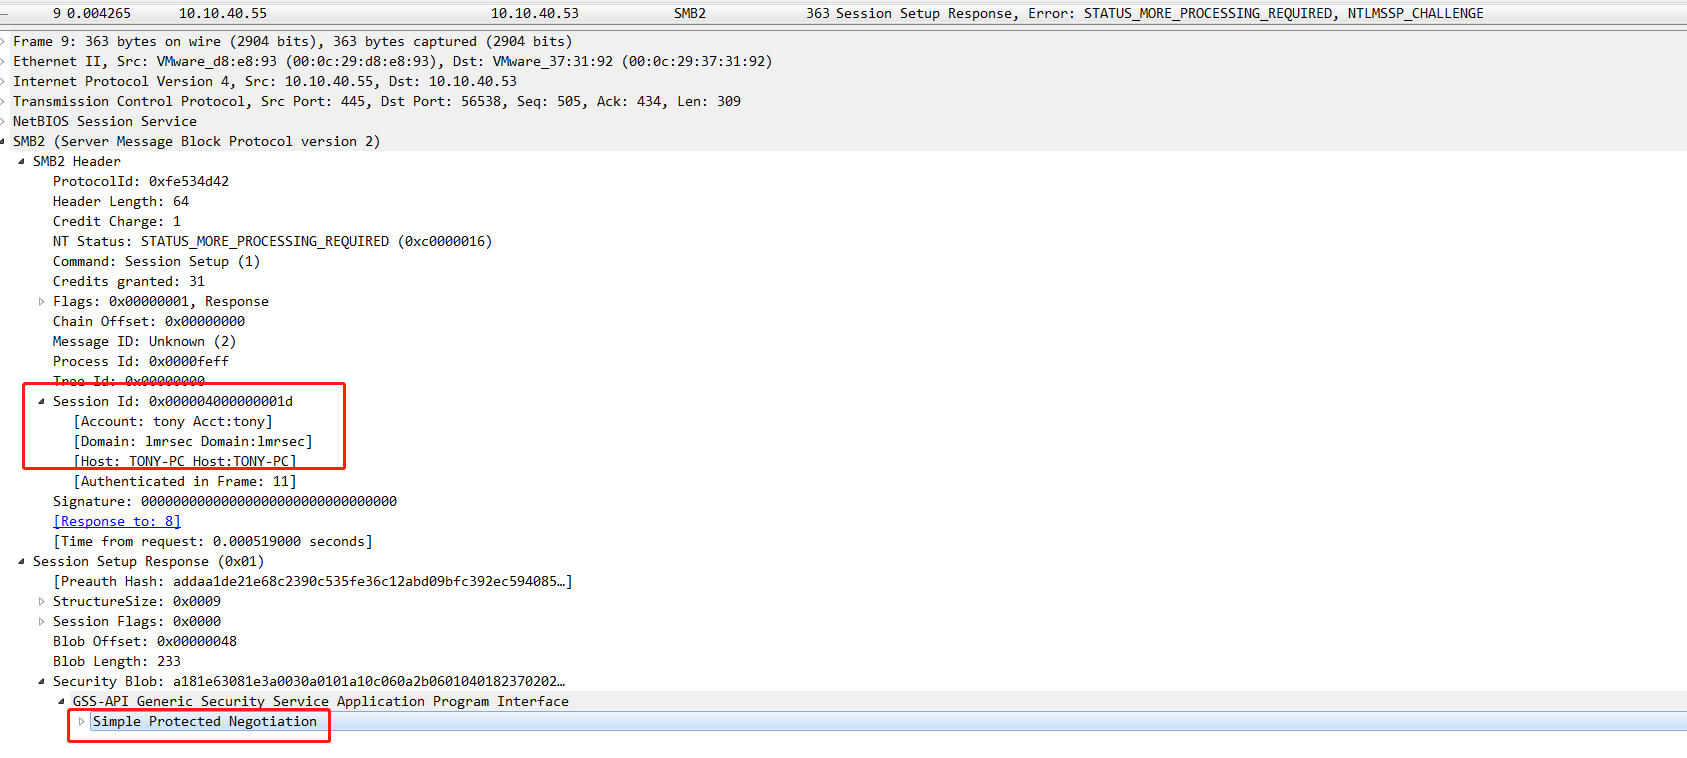 9 0.004265 10.10.40.55 10.10.40.53 SMB2 363 Session Setup Response, Error: STATUS_MORE_PROCESSING_REQUIRED, NTLMSSP_CHALLENGE
Frame 9: 363 bytes on wire (2904 bits), 363 bytes captured (2904 bits)
Ethernet II, Src: VMware_d8:e8:93 (00:0c:29:d8:e8:93), Dst: VMware_37:31:92 (00:0c:29:37:31:92)
Internet Protocol Version 4, Src: 10.10.40.55, Dst: 10.10.40.53
Transmission Control Protocol, Src Port: 445, Dst Port: 56538, Seq: 505, Ack: 434, Len: 309
NetBIOS Session Service
SMB2 (Server Message Block Protocol version 2)
SMB2 Header
ProtocolId: 0xfe534d42
Header Length: 64
Credit Charge: 1
NT Status: STATUS_MORE_PROCESSING_REQUIRED (0xc0000016)
Command: Session Setup (1)
Credits granted: 31
Flags: 0x00000001, Response
Chain Offset: 0x00000000
Message ID: Unknown (2)
Process Id: 0x0000feff
Tree Id: 0x00000000
Session Id: 0x000004000000001d
[Account: tony Acct:tony]
[Domain: lmrsec Domain:lmrsec]
[Host: TONY-PC Host:TONY-PC]
[Authenticated in Frame: 11]
Signature: 00000000000000000000000000000000
[Response to: 8]
[Time from request: 0.000519000 seconds]
Session Setup Response (0x01)
[Preauth Hash: addaa1de21e68c2390c535fe36c12abd09bfc392ec594085…]
StructureSize: 0x0009
Session Flags: 0x0000
Blob Offset: 0x00000048
Blob Length: 233
Security Blob: a181e63081e3a0030a0101a10c060a2b0601040182370202…
GSS-API Generic Security Service Application Program Interface
Simple Protected Negotiation